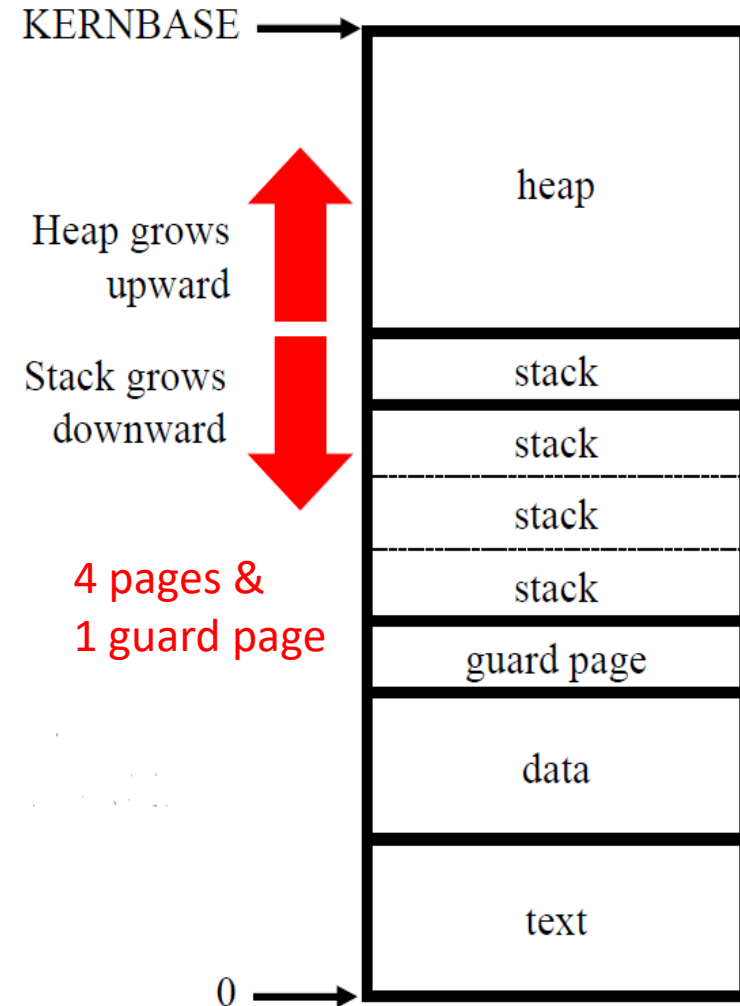 KERNBASE
heap
Heap grows
upward
stack
Stack grows
downward
stack
stack
stack
4 pages &
1 guard page
guard page
data
text
0